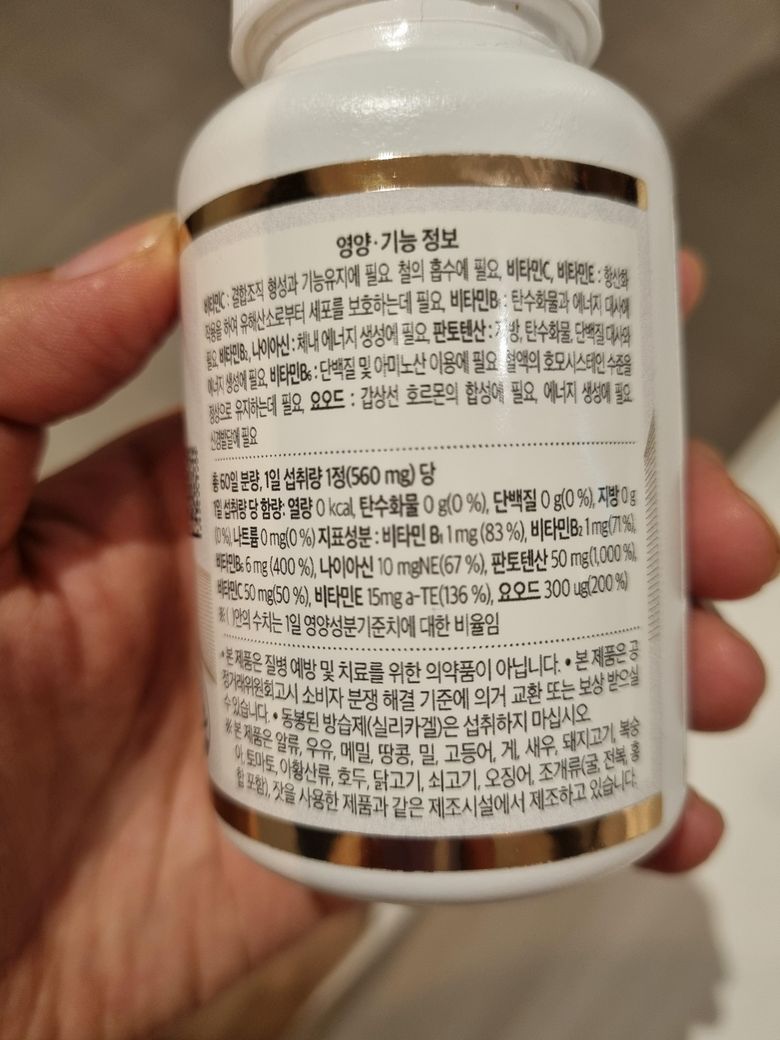 영양·기능 정보
비타민C : 결합조직 형성과 기능유지에 필요, 철의 흡수에 필요, 비타민C, 비타민E : 항산화
작용을 하여 유해산소로부터 세포를 보호하는데 필요, 비타민B₁ : 탄수화물과 에너지 대사에
필요, 비타민B₂, 나이아신 : 체내 에너지 생성에 필요, 판토텐산 : 지방, 탄수화물, 단백질 대사와
에너지 생성에 필요, 비타민B₆ : 단백질 및 아미노산 이용에 필요, 혈액의 호모시스테인 수준을
정상으로 유지하는데 필요, 요오드 : 갑상선 호르몬의 합성에 필요, 에너지 생성에 필요,
신경발달에 필요
총 60일 분량, 1일 섭취량 1정(560 mg) 당
1일 섭취량 당 함량: 열량 0 kcal, 탄수화물 0 g(0 %), 단백질 0 g(0 %), 지방 0 g
(0 %), 나트륨 0 mg(0 %) 지표성분 : 비타민 B₁ 1 mg (83 %), 비타민B₂ 1 mg(71%),
비타민B₆ 6 mg (400 %), 나이아신 10 mgNE(67 %), 판토텐산 50 mg(1,000 %),
비타민C 50 mg(50 %), 비타민E 15mg a-TE(136 %), 요오드 300 ug(200 %)
※ ( )안의 수치는 1일 영양성분기준치에 대한 비율임
• 본 제품은 질병 예방 및 치료를 위한 의약품이 아닙니다. • 본 제품은 공
정거래위원회고시 소비자 분쟁 해결 기준에 의거 교환 또는 보상 받으실
수 있습니다. • 동봉된 방습제(실리카겔)은 섭취하지 마십시오
※ 본 제품은 알류, 우유, 메밀, 땅콩, 밀, 고등어, 게, 새우, 돼지고기, 복숭
아, 토마토, 아황산류, 호두, 닭고기, 쇠고기, 오징어, 조개류(굴, 전복, 홍
합 포함), 잣을 사용한 제품과 같은 제조시설에서 제조하고 있습니다.